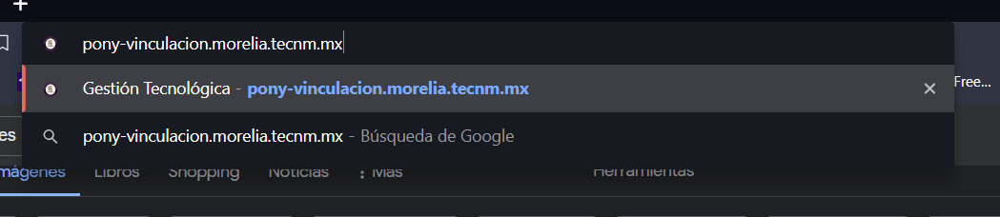 +
pony-vinculacion.morelia.tecnm.mx
Gestión Tecnológica - pony-vinculacion.morelia.tecnm.mx ×
Free...
pony-vinculacion.morelia.tecnm.mx - Búsqueda de Google
es
mágenes Libros Shopping Noticias Más Herramientas